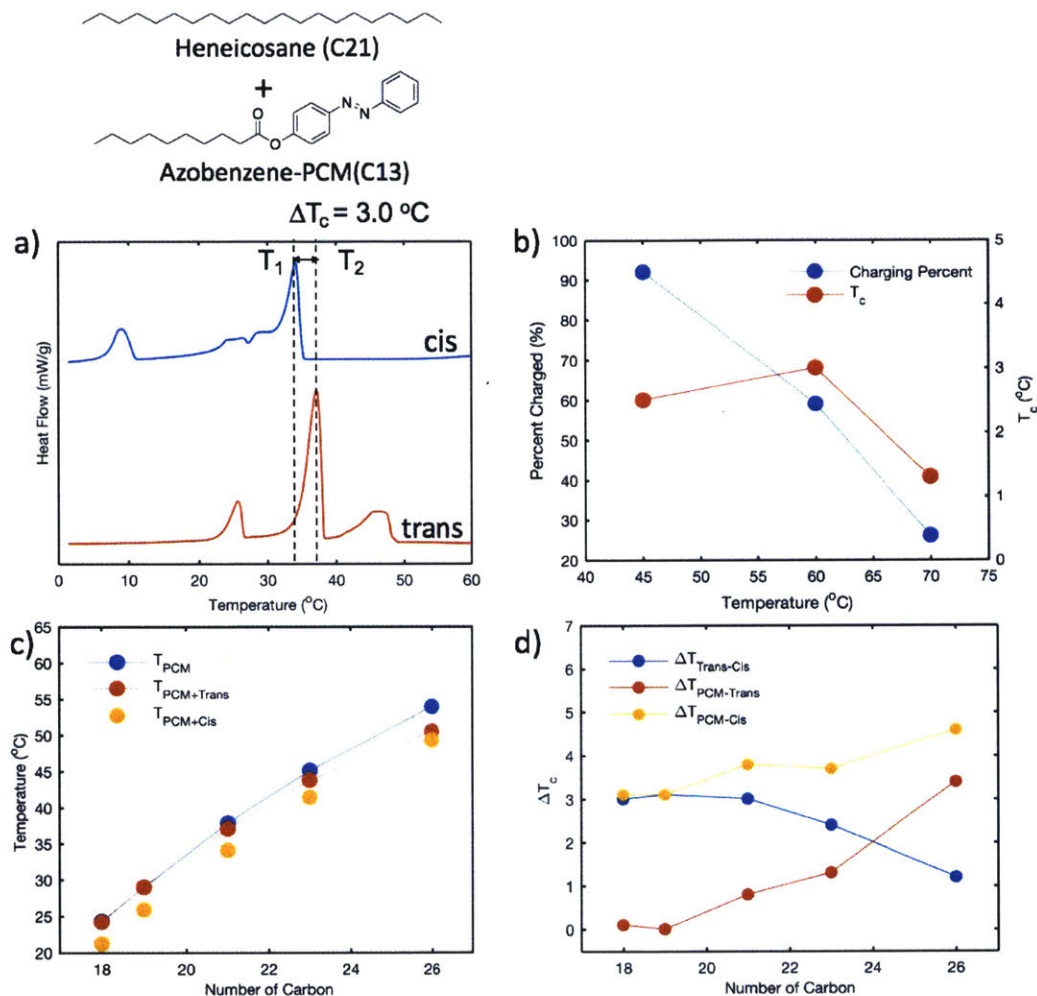 Heneicosane (C21)
+
O
O
N
N
Azobenzene-PCM(C13)
ΔTc = 3.0 °C
a)
T1
T2
cis
trans
Heat Flow (mW/g)
0 10 20 30 40 50 60
Temperature (°C)
b)
Charging Percent
Tc
Percent Charged (%)
100
90
80
70
60
50
40
30
20
5
4
3
2
1
0
Tc (°C)
40 45 50 55 60 65 70 75
Temperature (°C)
c)
TPCM
TPCM+Trans
TPCM+Cis
Temperature (°C)
65
60
55
50
45
40
35
30
25
20
18 20 22 24 26
Number of Carbon
d)
ΔTTrans-Cis
ΔTPCM-Trans
ΔTPCM-Cis
ΔTc
7
6
5
4
3
2
1
0
18 20 22 24 26
Number of Carbon